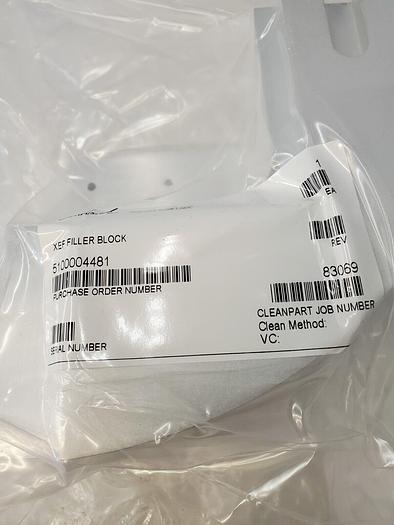 1
EA
XEF FILLER BLOCK
REV
5100004481
PURCHASE ORDER NUMBER
83069
CLEANPART JOB NUMBER
Clean Method:
VC:
SERIAL NUMBER